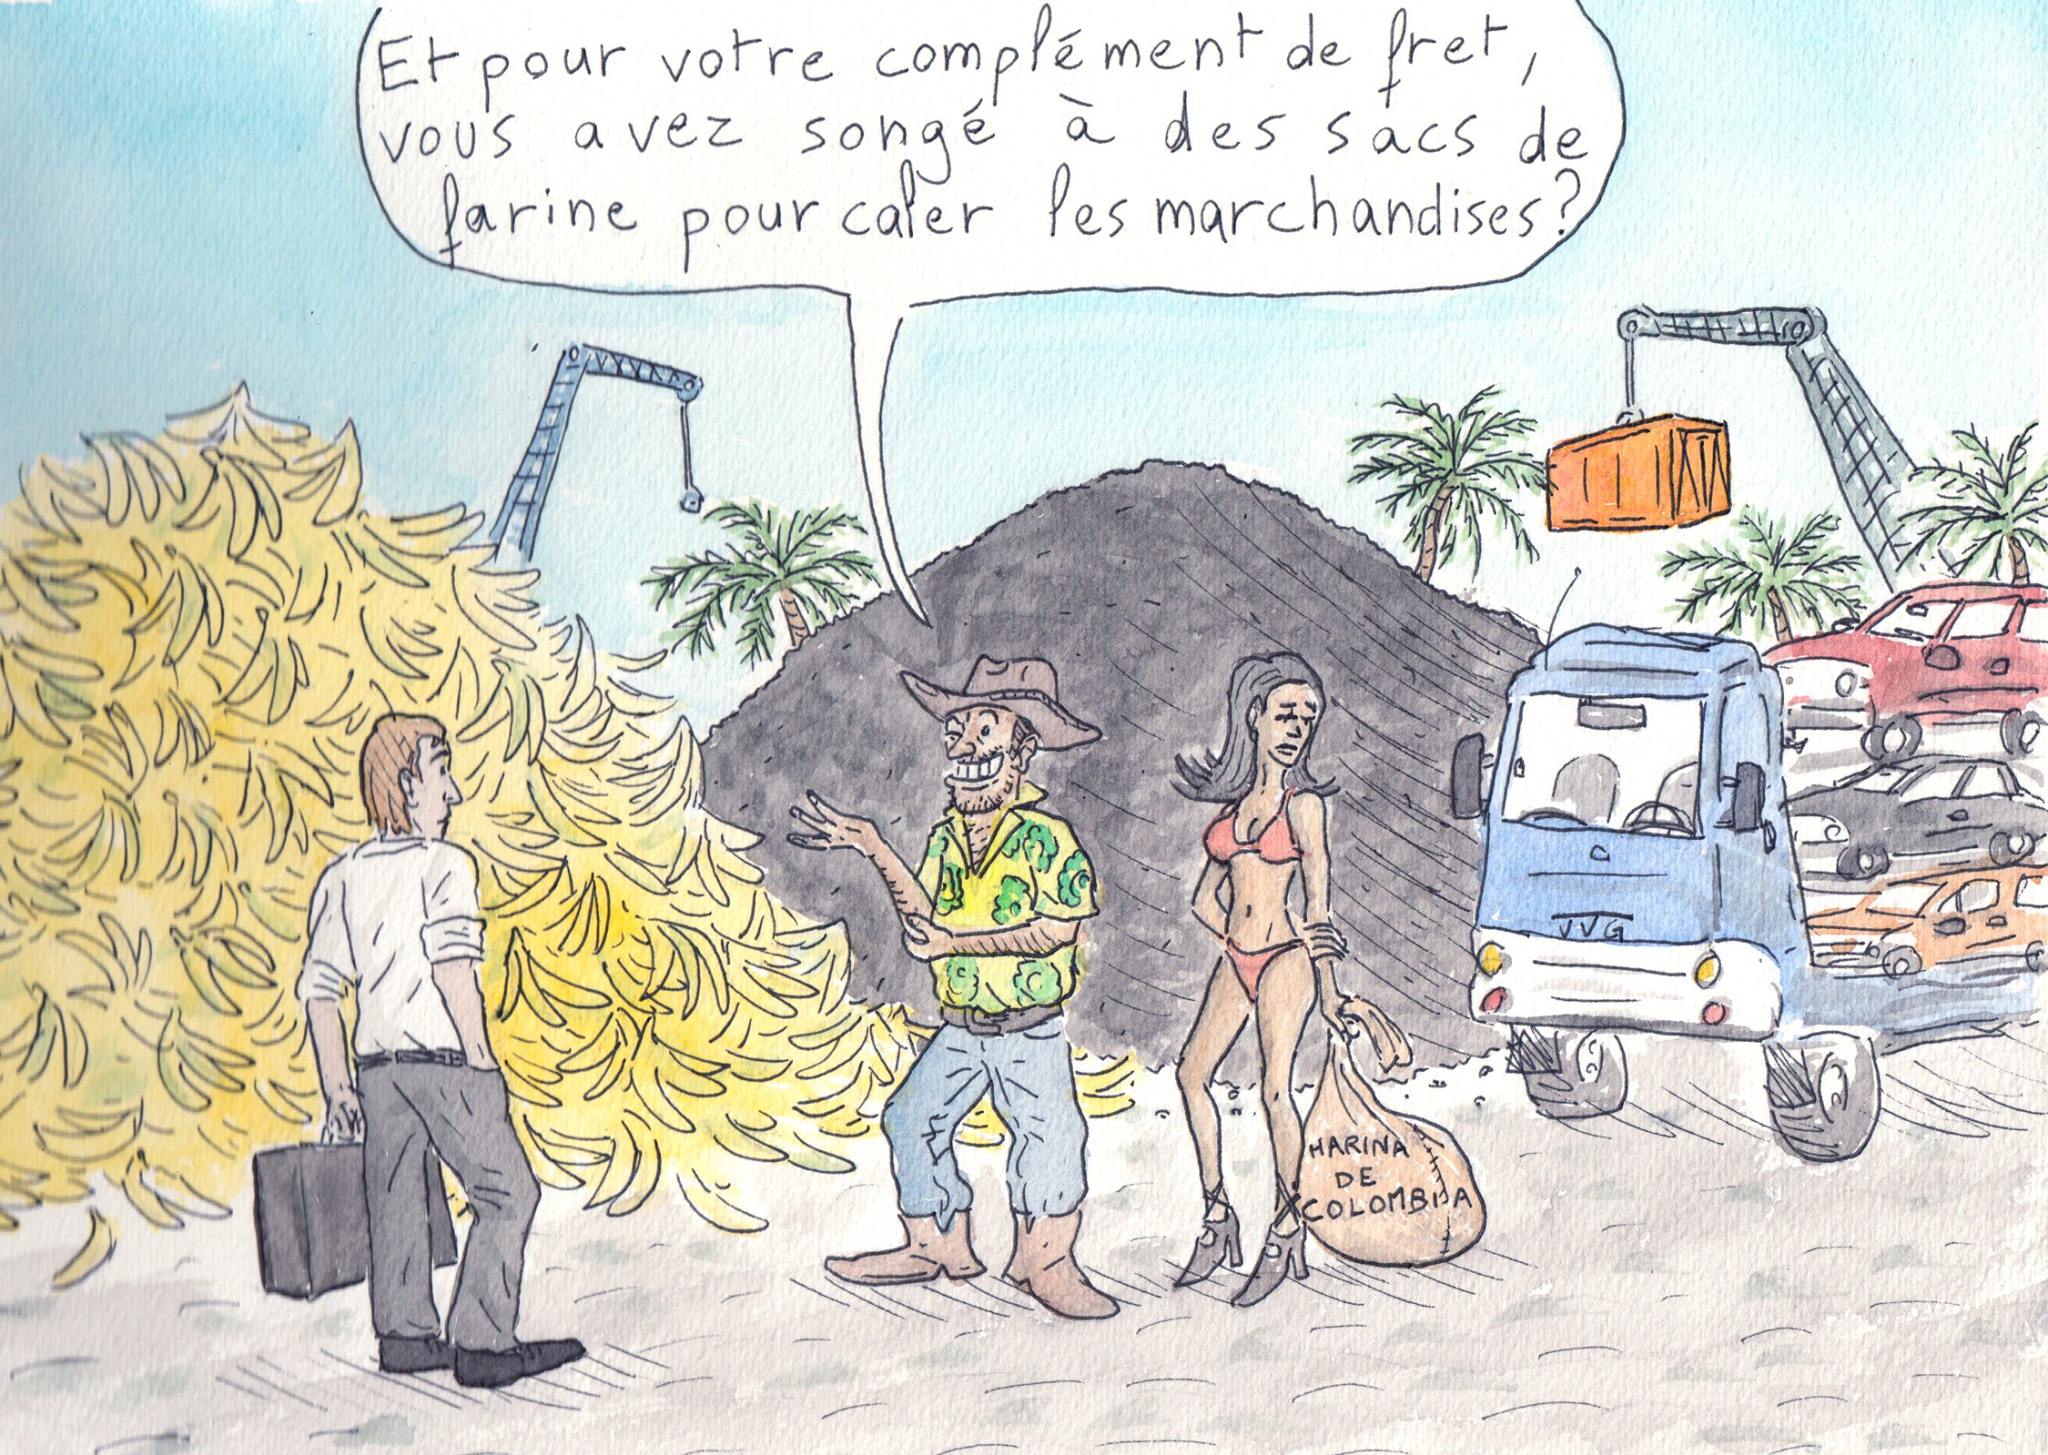 Et pour votre complément de fret,
vous avez songé à des sacs de
farine pour caler les marchandises?
VVG
HARINA
DE
COLOMBIA